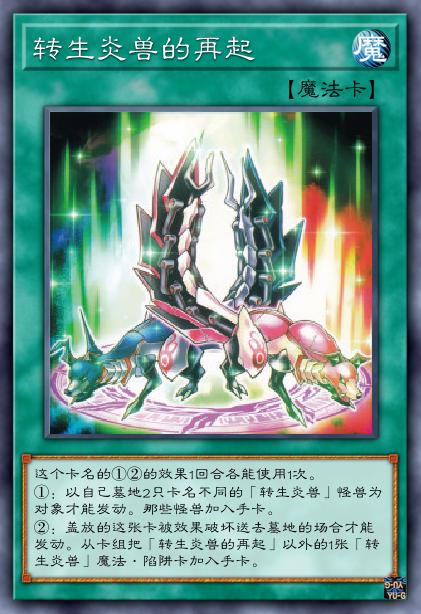 转生炎兽的再起
魔
【魔法卡】
这个卡名的①②的效果1回合各能使用1次。
①：以自己墓地2只卡名不同的「转生炎兽」怪兽为
对象才能发动。那些怪兽加入手卡。
②：盖放的这张卡被效果破坏送去墓地的场合才能
发动。从卡组把「转生炎兽的再起」以外的1张「转
生炎兽」魔法·陷阱卡加入手卡。